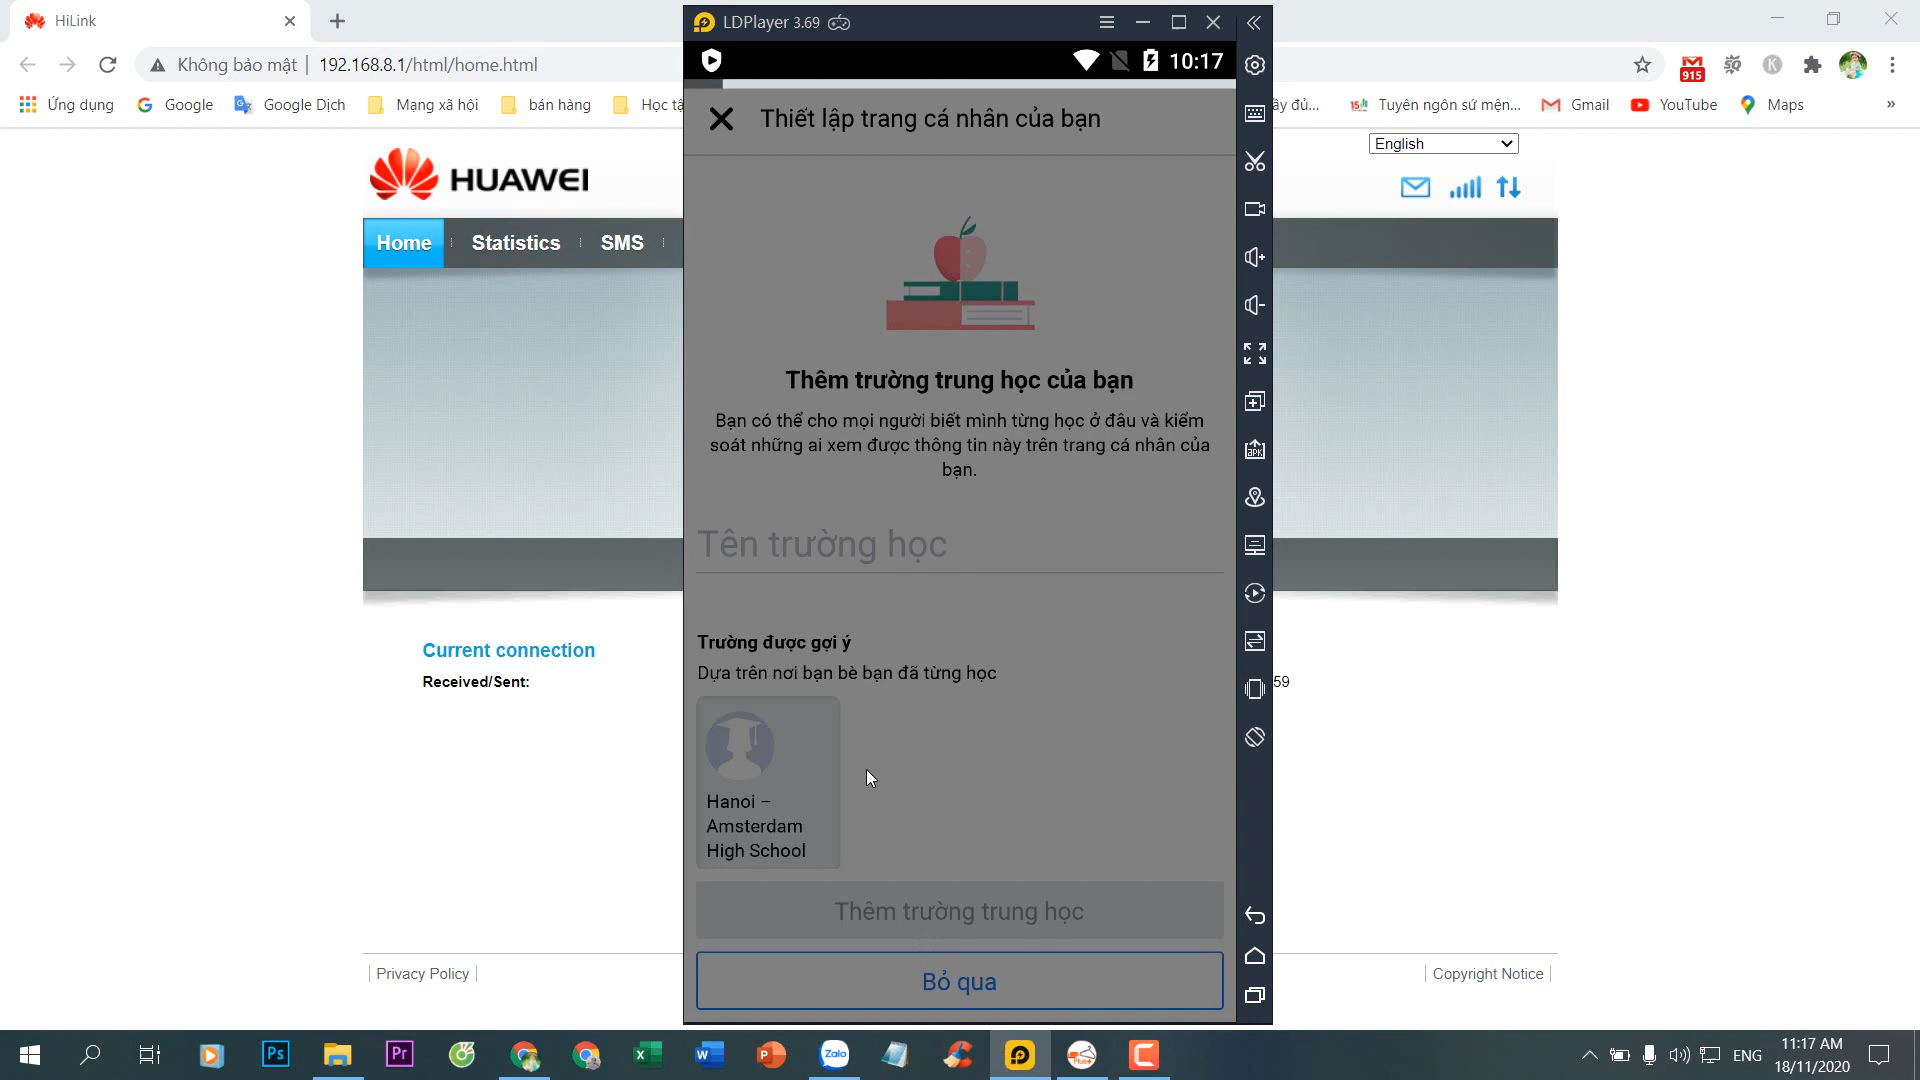 HiLink
LDPlayer 3.69
10:17
Không bảo mật
192.168.8.1/html/home.html
915
Ứng dụng
Google
Google Dịch
Mạng xã hội
bán hàng
Học tậ
ầy đủ...
Tuyên ngôn sứ mện...
Gmail
YouTube
Maps
»
English
HUAWEI
Home
Statistics
SMS
Thiết lập trang cá nhân của bạn
Thêm trường trung học của bạn
Bạn có thể cho mọi người biết mình từng học ở đâu và kiểm
soát những ai xem được thông tin này trên trang cá nhân của
bạn.
Tên trường học
Trường được gợi ý
Dựa trên nơi bạn bè bạn đã từng học
Hanoi –
Amsterdam
High School
Thêm trường trung học
Bỏ qua
Current connection
Received/Sent:
59
Privacy Policy
Copyright Notice
Ps
Pr
Zalo
ENG
11:17 AM
18/11/2020